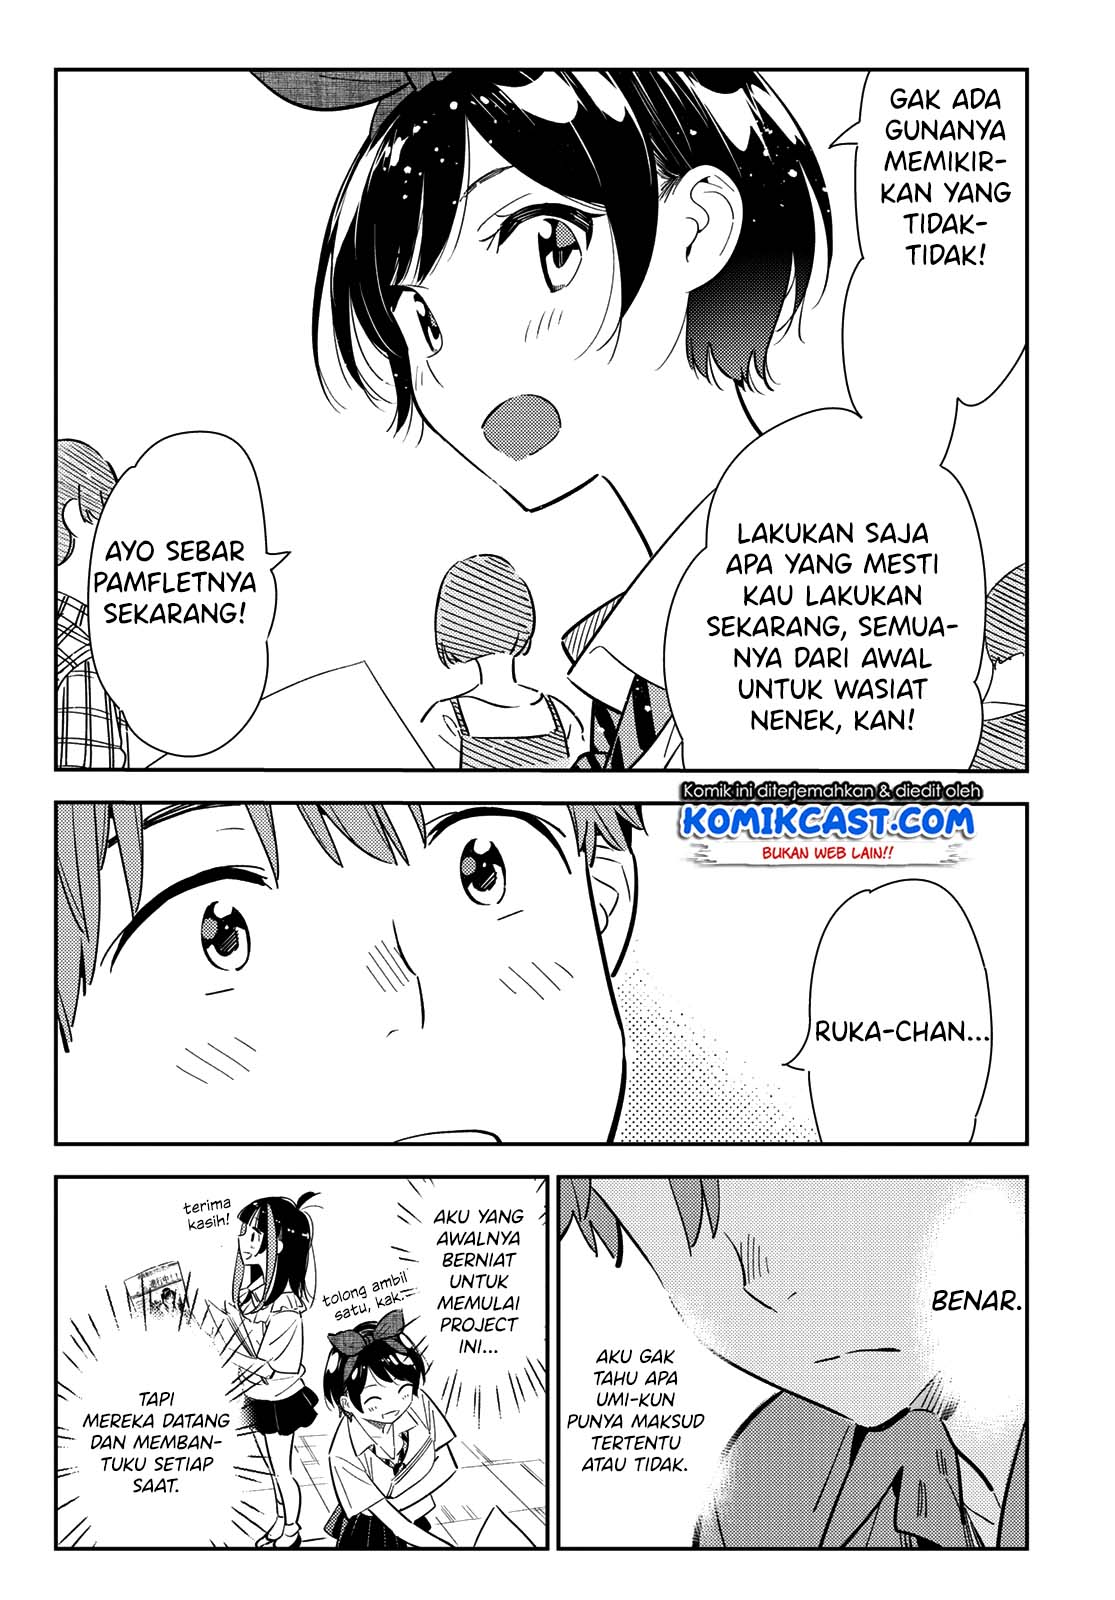 GAK ADA
GUNANYA
MEMIKIR-
KAN YANG
TIDAK-
TIDAK!
LAKUKAN SAJA
APA YANG MESTI
KAU LAKUKAN
SEKARANG, SEMUA-
NYA DARI AWAL
UNTUK WASIAT
NENEK, KAN!
AYO SEBAR
PAMFLETNYA
SEKARANG!
Komik ini diterjemahkan & diedit oleh
KOMIKCAST.COM
BUKAN WEB LAIN!!
RUKA-CHAN...
terima
kasih!
tolong ambil
satu, kak.
AKU YANG
AWALNYA
BERNIAT
UNTUK
MEMULAI
PROJECT
INI...
TAPI
MEREKA DATANG
DAN MEMBAN-
TUKU SETIAP
SAAT.
BENAR.
AKU GAK
TAHU APA
UMI-KUN
PUNYA MAKSUD
TERTENTU
ATAU TIDAK.